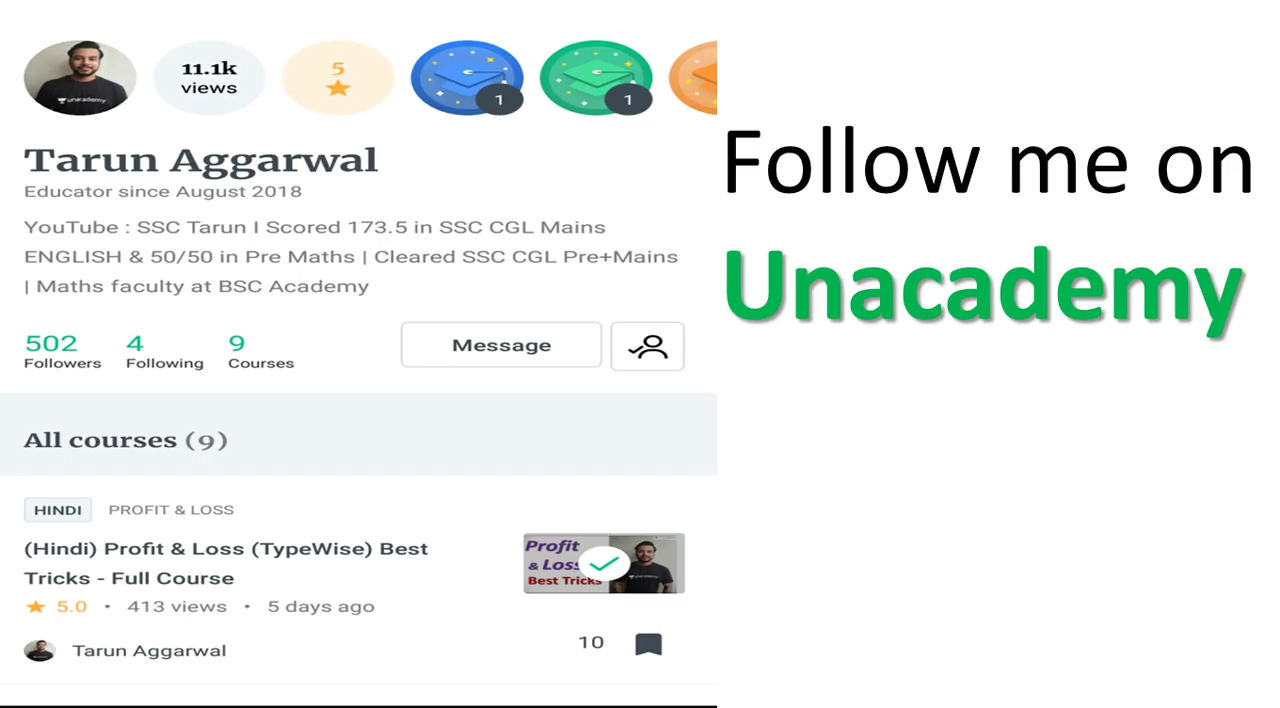 11.1k
views
5
1
1
Tarun Aggarwal
Educator since August 2018
YouTube : SSC Tarun I Scored 173.5 in SSC CGL Mains
ENGLISH & 50/50 in Pre Maths | Cleared SSC CGL Pre+Mains
| Maths faculty at BSC Academy
502
Followers
4
Following
9
Courses
Message
All courses (9)
HINDI PROFIT & LOSS
(Hindi) Profit & Loss (TypeWise) Best
Tricks - Full Course
5.0 • 413 views • 5 days ago
Tarun Aggarwal
10
Profit
& Loss
Best Tricks
unacademy
Follow me on
Unacademy